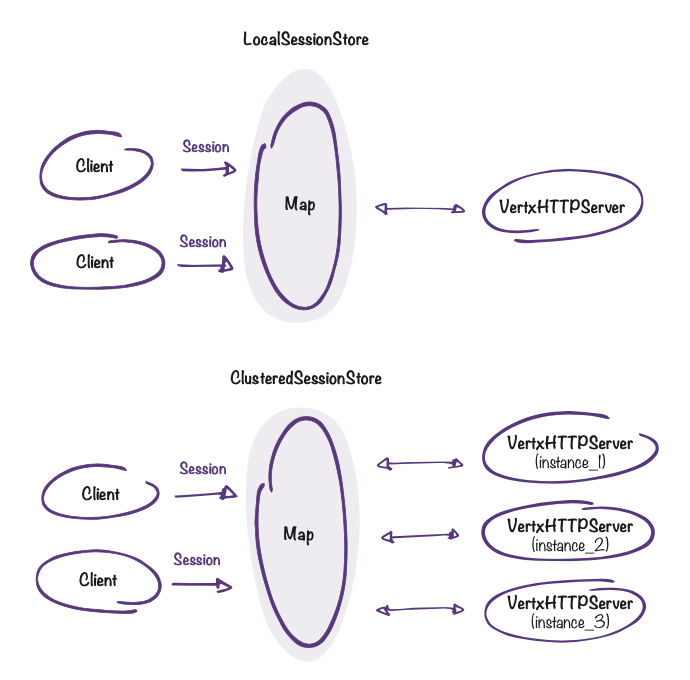 LocalSessionStore
Client
Session
Map
VertxHTTPServer
Client
Session
ClusteredSessionStore
Client
Session
Map
VertxHTTPServer
(instance_1)
VertxHTTPServer
(instance_2)
Client
Session
VertxHTTPServer
(instance_3)